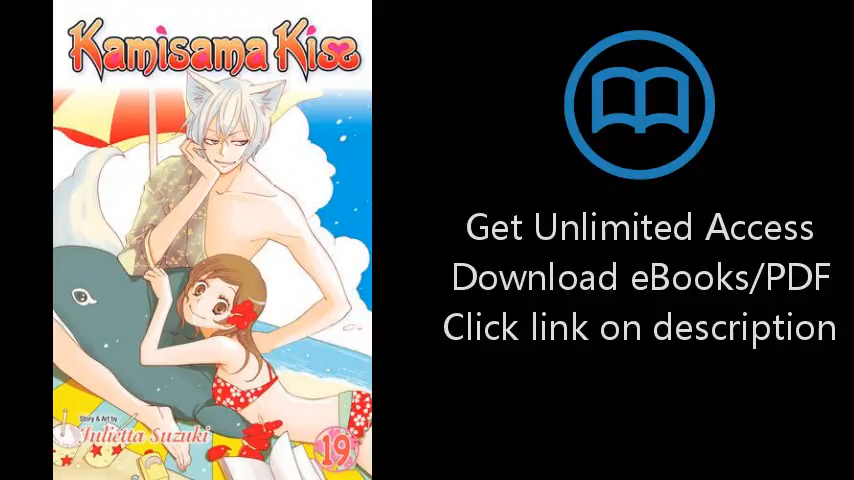 Kamisama Kiss
Story & Art by
Julietta Suzuki
19
Get Unlimited Access
Download eBooks/PDF
Click link on description